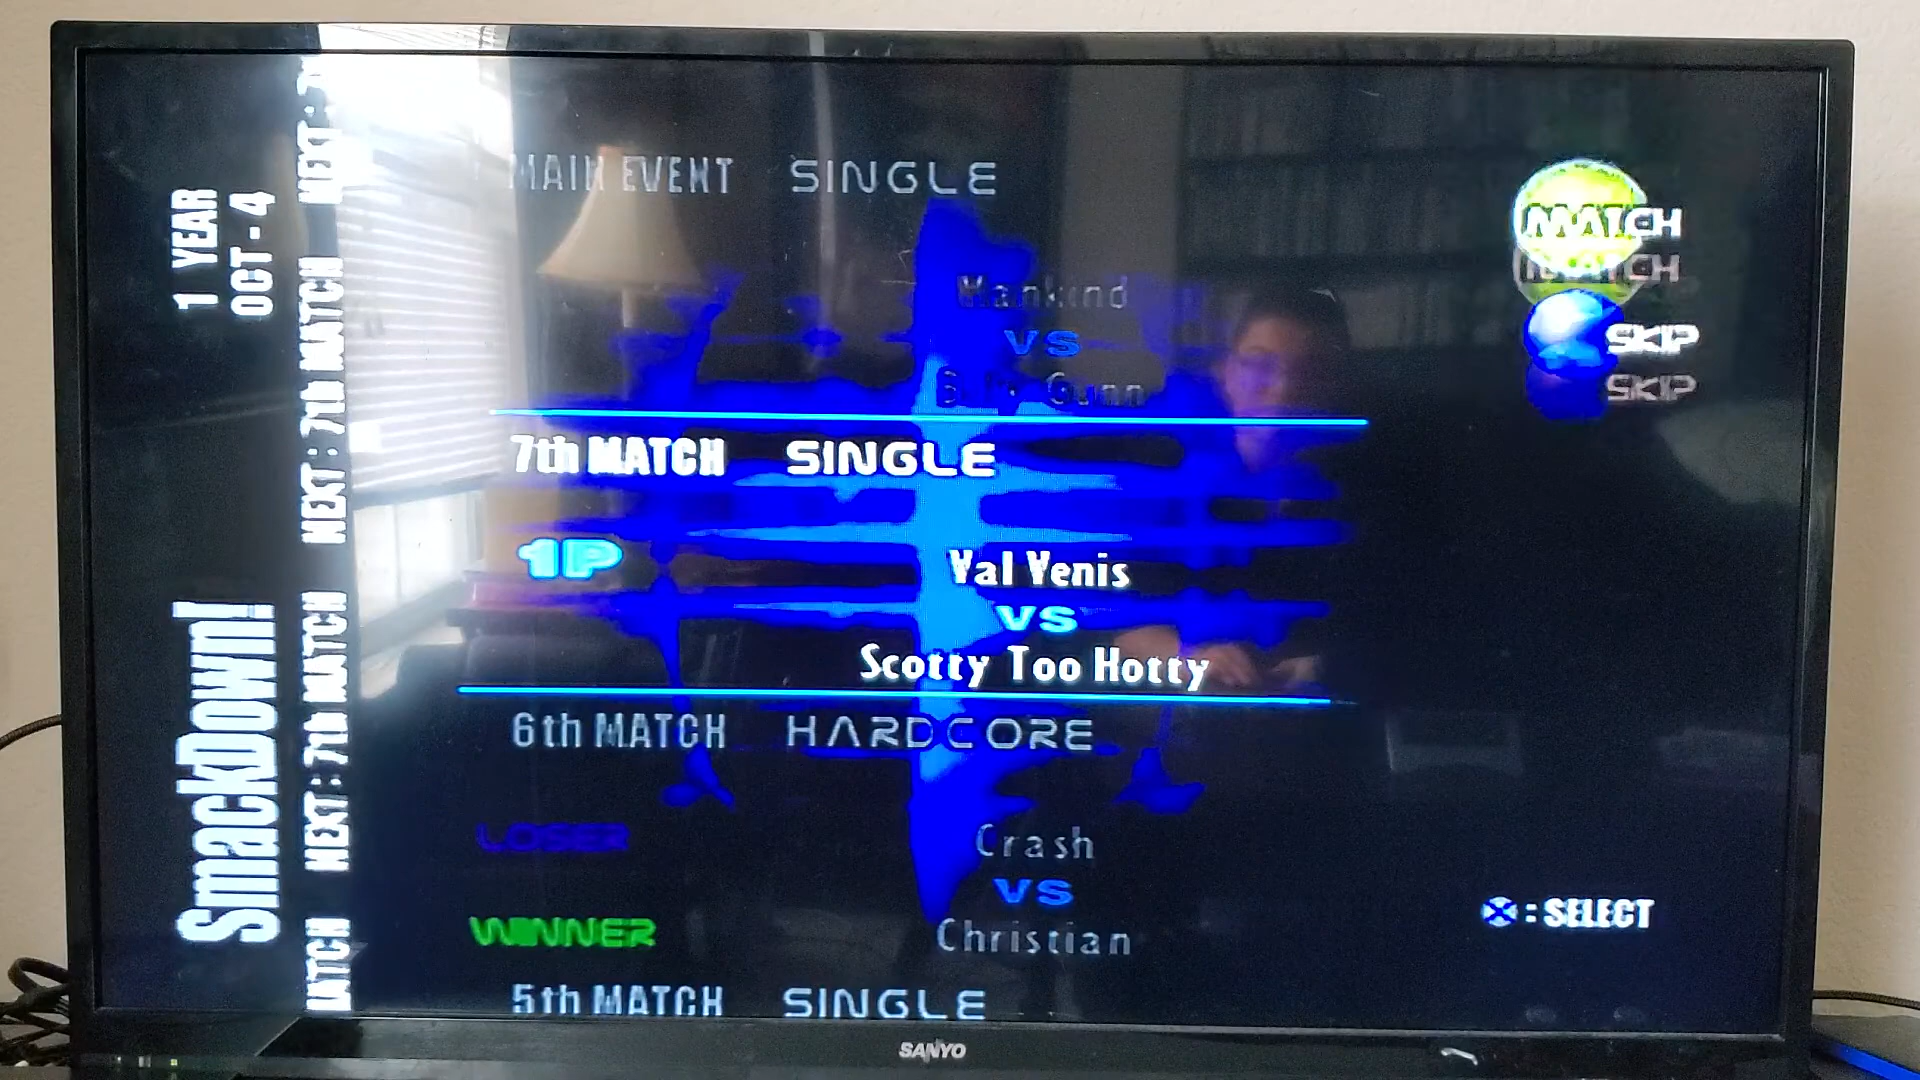 1 YEAR
OCT - 4
SmackDown!
NEXT : 7th MATCH NEXT : 7th MATCH NEXT
MAIN EVENT SINGLE
Mankind
VS
Gunn
7th MATCH SINGLE
1P
Val Venis
VS
Scotty Too Hotty
6th MATCH HARDCORE
LOSER
Crash
VS
WINNER
Christian
5th MATCH SINGLE
MATCH
MATCH
SKIP
SKIP
: SELECT
SANYO